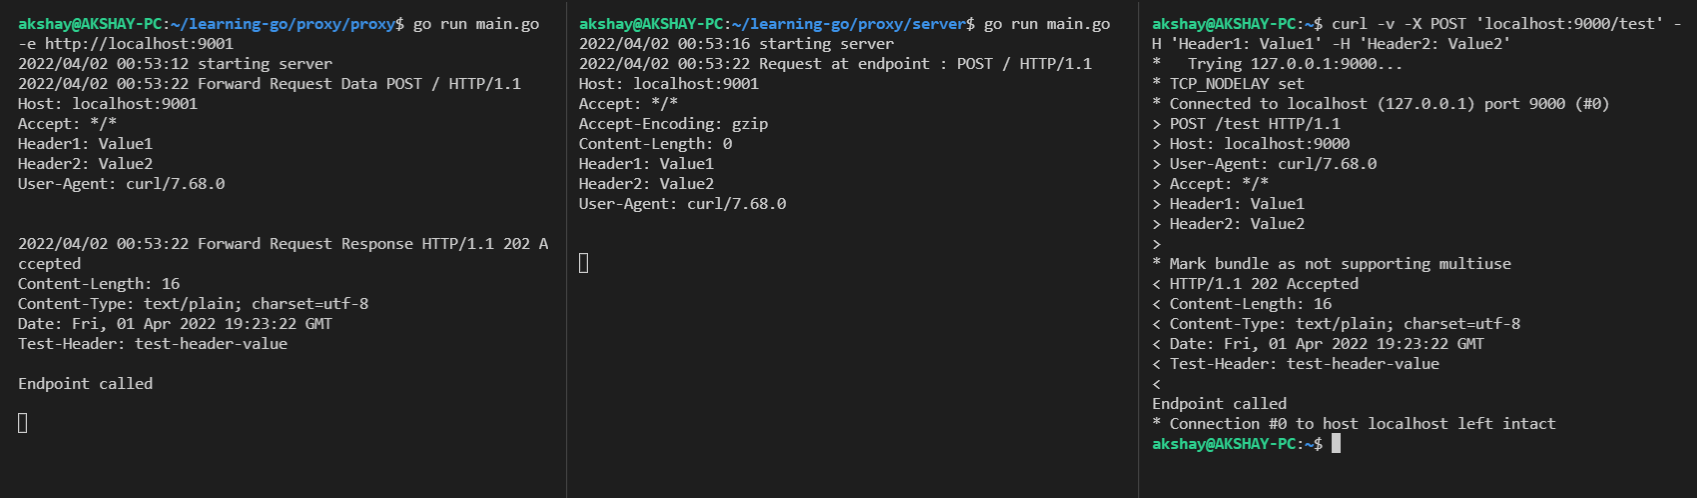 akshay@AKSHAY-PC:~/learning-go/proxy/proxy$ go run main.go
-e http://localhost:9001
2022/04/02 00:53:12 starting server
2022/04/02 00:53:22 Forward Request Data POST / HTTP/1.1
Host: localhost:9001
Accept: */*
Header1: Value1
Header2: Value2
User-Agent: curl/7.68.0
2022/04/02 00:53:22 Forward Request Response HTTP/1.1 202 A
ccepted
Content-Length: 16
Content-Type: text/plain; charset=utf-8
Date: Fri, 01 Apr 2022 19:23:22 GMT
Test-Header: test-header-value
Endpoint called
akshay@AKSHAY-PC:~/learning-go/proxy/server$ go run main.go
2022/04/02 00:53:16 starting server
2022/04/02 00:53:22 Request at endpoint : POST / HTTP/1.1
Host: localhost:9001
Accept: */*
Accept-Encoding: gzip
Content-Length: 0
Header1: Value1
Header2: Value2
User-Agent: curl/7.68.0
akshay@AKSHAY-PC:~$ curl -v -X POST 'localhost:9000/test' -
H 'Header1: Value1' -H 'Header2: Value2'
*   Trying 127.0.0.1:9000...
* TCP_NODELAY set
* Connected to localhost (127.0.0.1) port 9000 (#0)
> POST /test HTTP/1.1
> Host: localhost:9000
> User-Agent: curl/7.68.0
> Accept: */*
> Header1: Value1
> Header2: Value2
>
* Mark bundle as not supporting multiuse
< HTTP/1.1 202 Accepted
< Content-Length: 16
< Content-Type: text/plain; charset=utf-8
< Date: Fri, 01 Apr 2022 19:23:22 GMT
< Test-Header: test-header-value
<
Endpoint called
* Connection #0 to host localhost left intact
akshay@AKSHAY-PC:~$